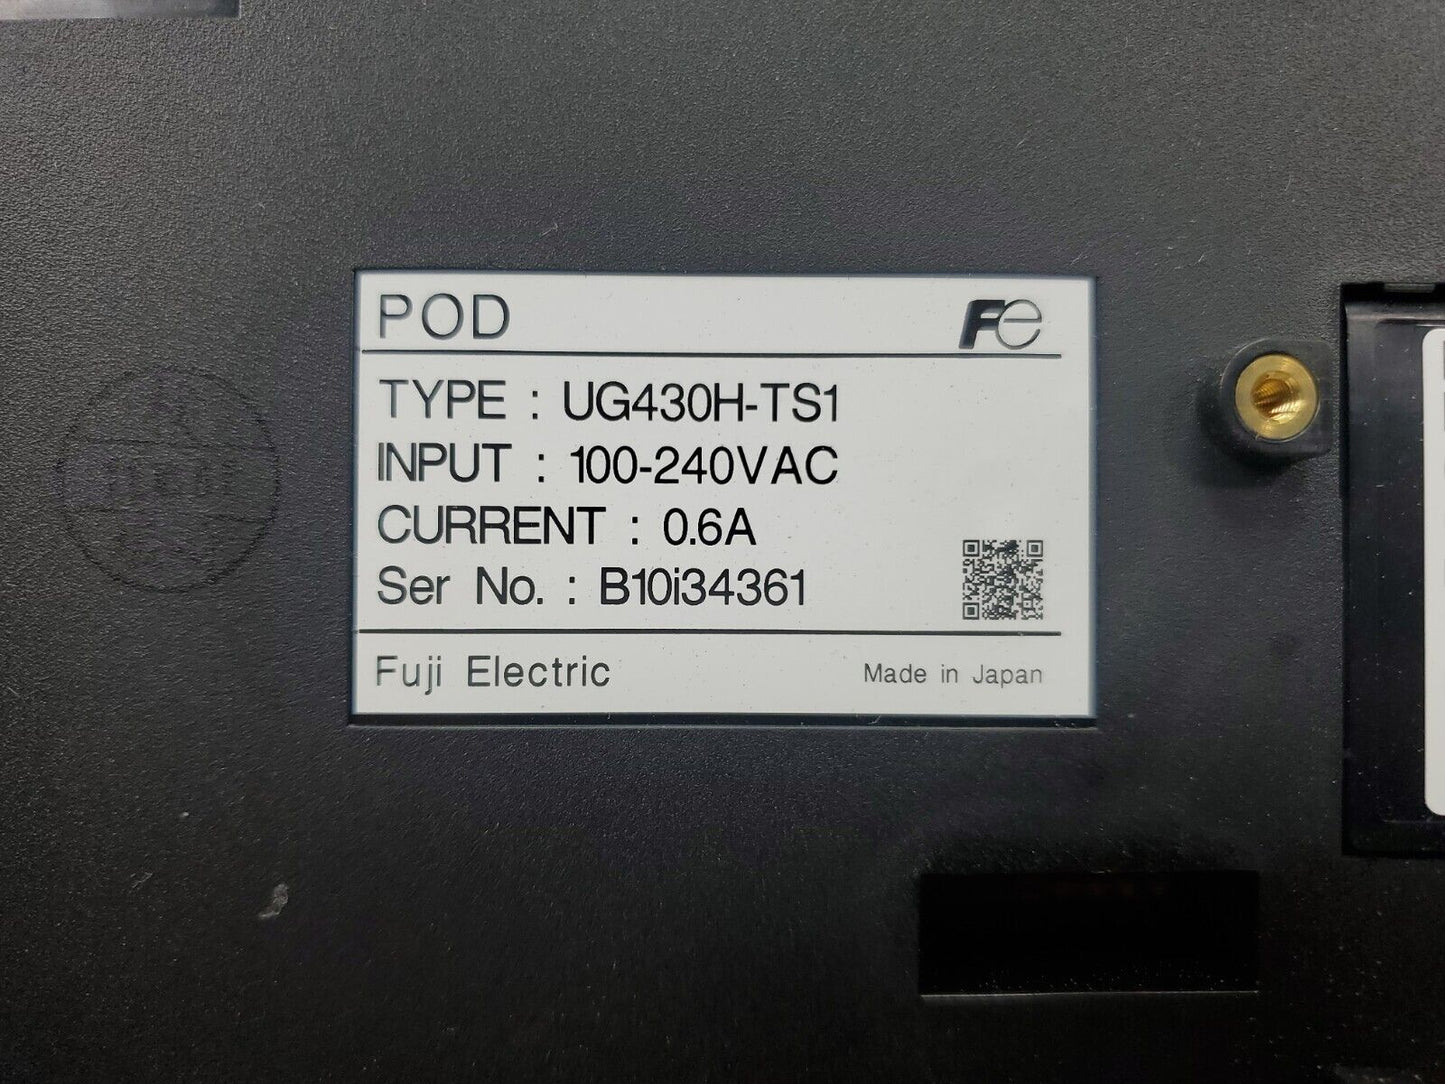 POD Fe
TYPE : UG430H-TS1
INPUT : 100-240VAC
CURRENT : 0.6A
Ser No. : B10i34361
Fuji Electric Made in Japan